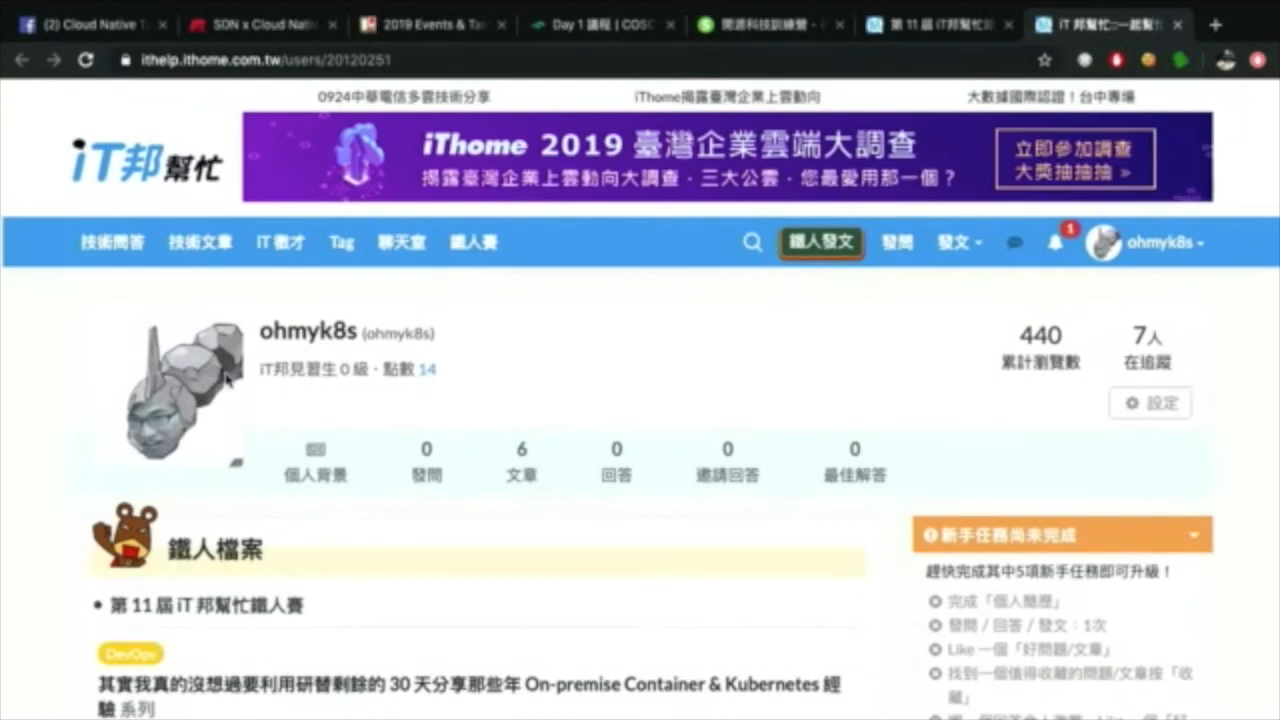 (2) Cloud Native T
SDN x Cloud Nativ
2019 Events & Ta
Day 1 議程 | COSC
開源科技訓練營
第 11 屆 iT邦幫忙
iT 邦幫忙::一起幫忙
ithelp.ithome.com.tw/users/20120251
0924中華電信多雲技術分享
iThome揭露臺灣企業上雲動向
大數據國際認證！台中專場
iT邦幫忙
iThome 2019 臺灣企業雲端大調查
揭露臺灣企業上雲動向大調查．三大公雲．您最愛用那一個？
立即參加調查
大獎抽抽抽 »
技術問答 技術文章 iT 徵才 Tag 聊天室 鐵人賽
鐵人發文 發問 發文 1 ohmyk8s
ohmyk8s (ohmyk8s)
iT邦見習生 0 級．點數 14
440 累計瀏覽數
7人 在追蹤
設定
個人背景
0 發問
6 文章
0 回答
0 邀請回答
0 最佳解答
鐵人檔案
• 第 11 屆 iT 邦幫忙鐵人賽
DevOps
其實我真的沒想過要利用研替剩餘的 30 天分享那些年 On-premise Container & Kubernetes 經
驗 系列
新手任務尚未完成
趕快完成其中5項新手任務即可升級！
完成「個人簡歷」
發問 / 回答 / 發文：1次
Like 一個「好問題/文章」
找到一個值得收藏的問題/文章按「收
藏」